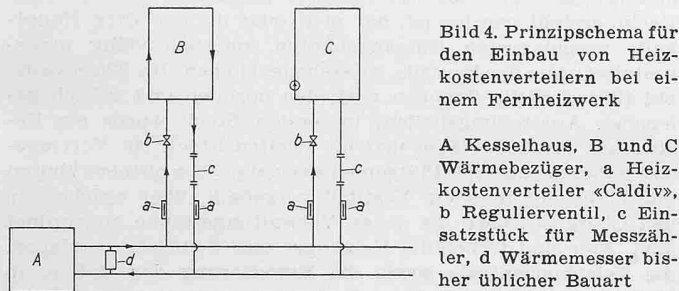 B
C
b
b
c
c
a
a
a
a
A
d
Bild 4. Prinzipschema für
den Einbau von Heiz-
kostenverteilern bei ei-
nem Fernheizwerk
A Kesselhaus, B und C
Wärmebezüger, a Heiz-
kostenverteiler «Caldiv»,
b Regulierventil, c Ein-
satzstück für Messzäh-
ler, d Wärmemesser bis-
her üblicher Bauart